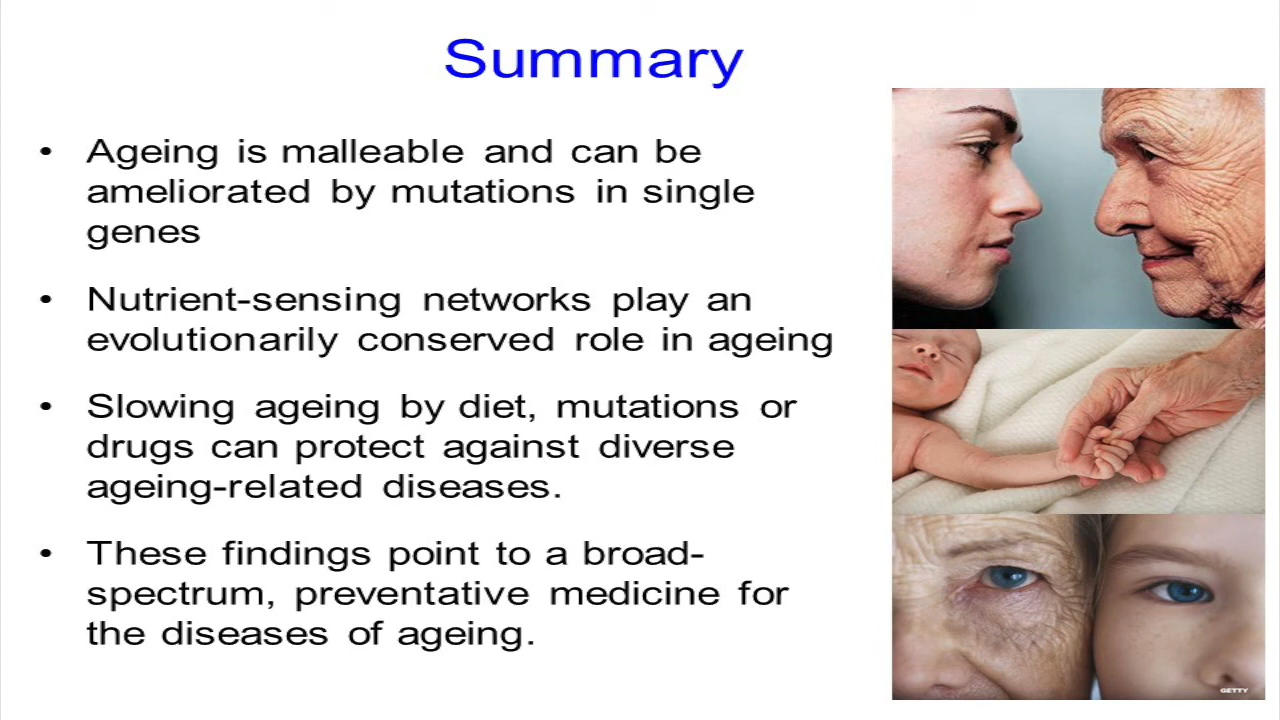 Summary
• Ageing is malleable and can be
ameliorated by mutations in single
genes
• Nutrient-sensing networks play an
evolutionarily conserved role in ageing
• Slowing ageing by diet, mutations or
drugs can protect against diverse
ageing-related diseases.
• These findings point to a broad-
spectrum, preventative medicine for
the diseases of ageing.
GETTY